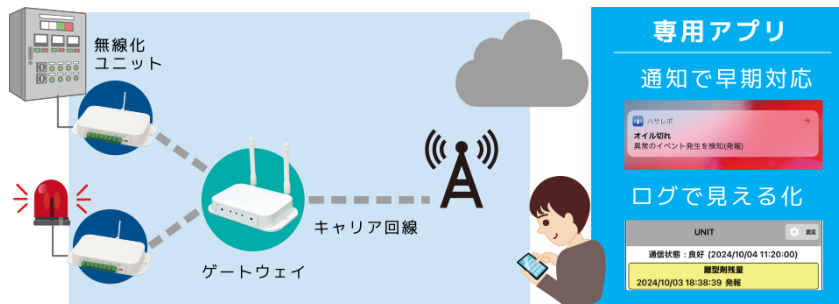 無線化
ユニット
ゲートウェイ
キャリア回線
専用アプリ
通知で早期対応
ハサレポ
オイル切れ
異常のイベント発生を検知(発報)
ログで見える化
UNIT
設定
通信状態：良好 (2024/10/04 11:20:00)
離型剤残量
2024/10/03 18:38:39 発報